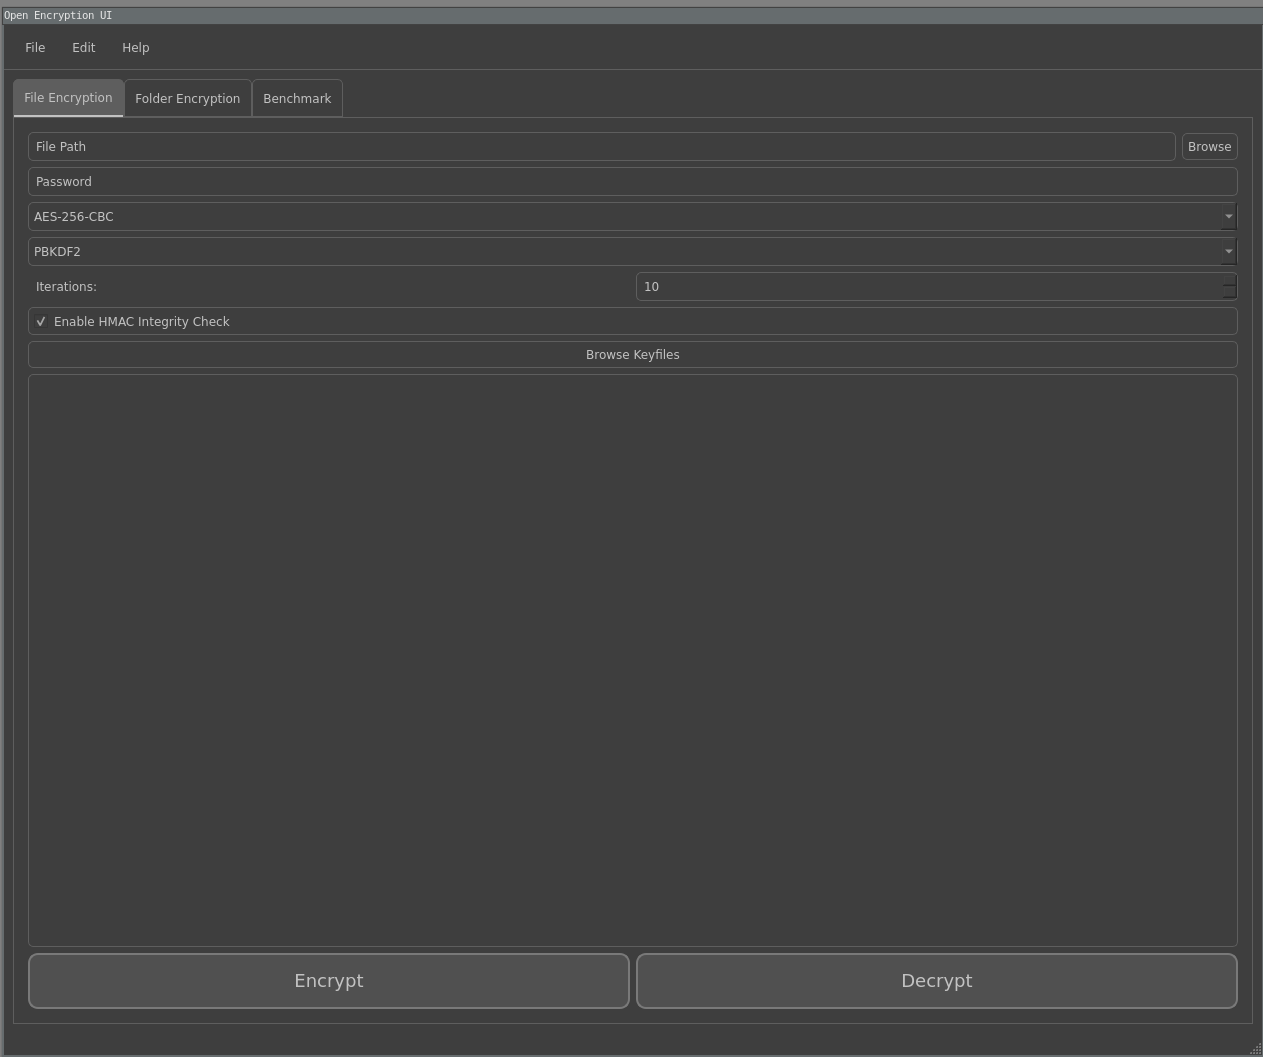 Open Encryption UI
File Edit Help
File Encryption Folder Encryption Benchmark
File Path Browse
Password
AES-256-CBC
PBKDF2
Iterations: 10
Enable HMAC Integrity Check
Browse Keyfiles
Encrypt Decrypt